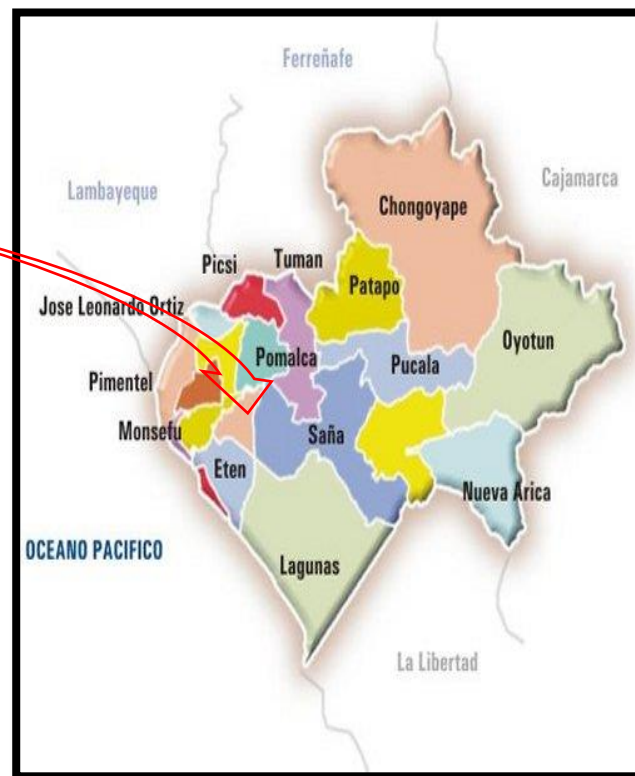 Ferreñafe
Cajamarca
Lambayeque
Chongoyape
Tuman
Picsi
Patapo
Jose Leonardo Ortiz
Oyotun
Pomalca
Pucala
Pimentel
Monsefu
Saña
Eten
Nueva Arica
OCEANO PACIFICO
Lagunas
La Libertad